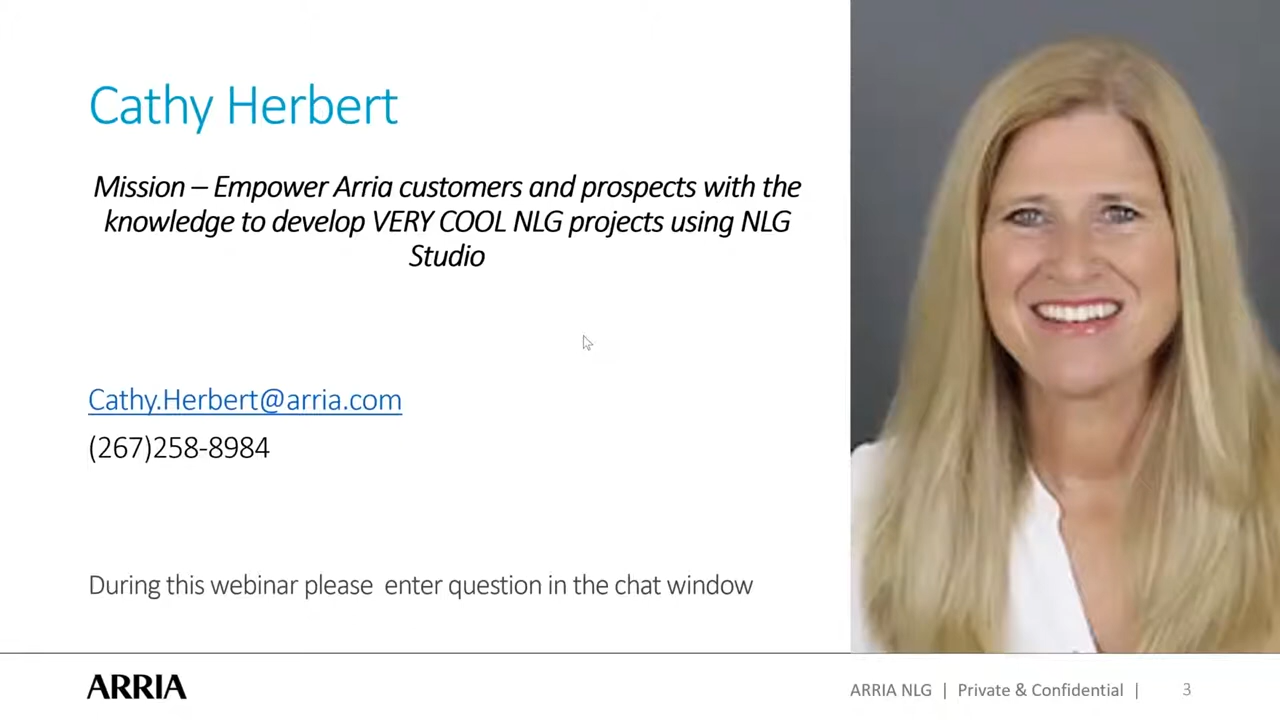 Cathy Herbert
Mission – Empower Arria customers and prospects with the
knowledge to develop VERY COOL NLG projects using NLG
Studio
Cathy.Herbert@arria.com
(267)258-8984
During this webinar please  enter question in the chat window
ARRIA
ARRIA NLG | Private & Confidential | 3